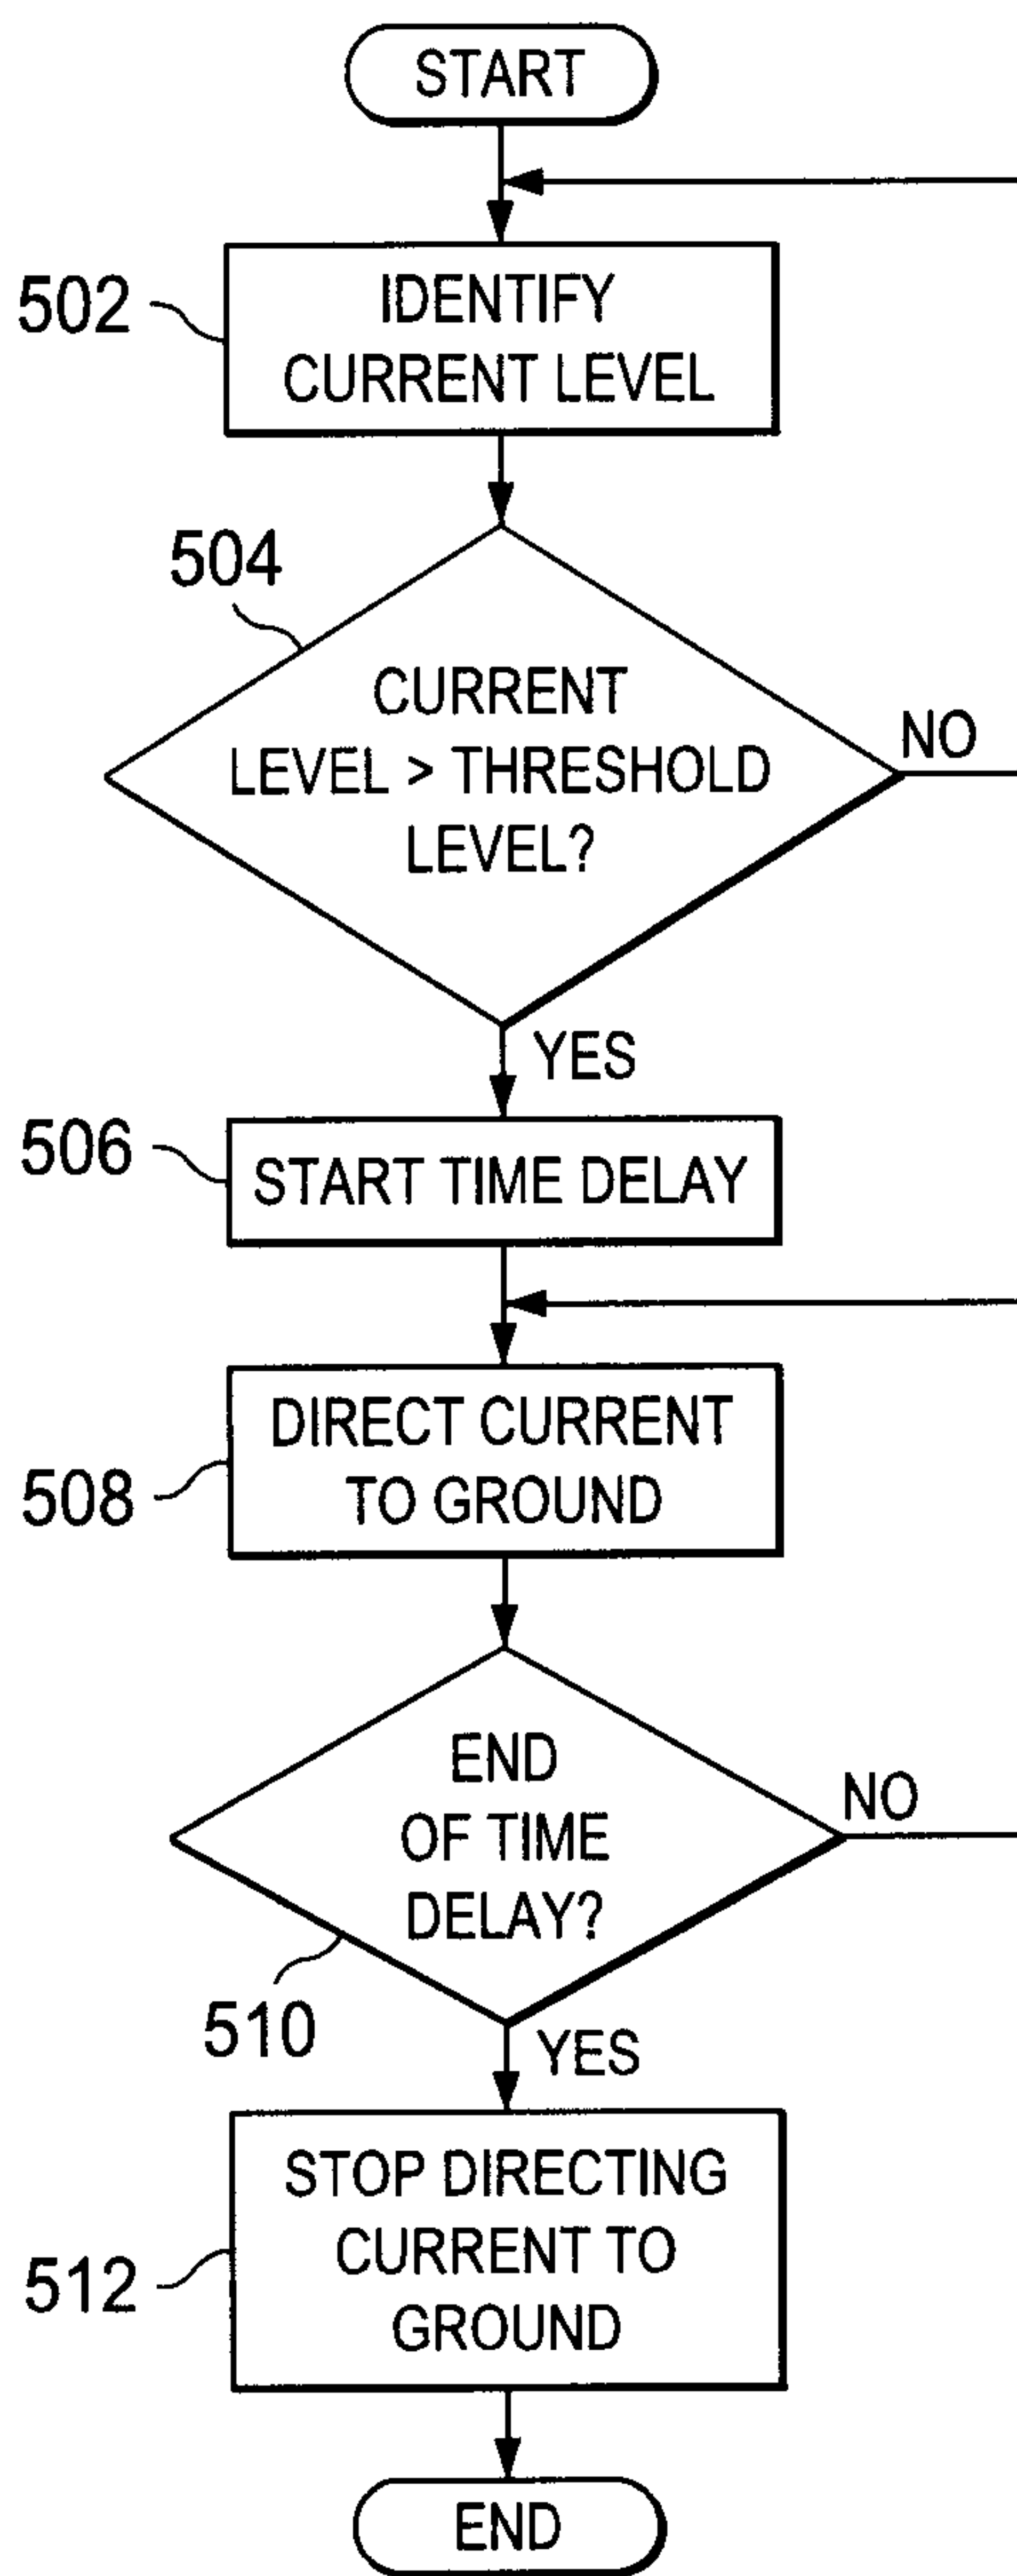 START
502
IDENTIFY
CURRENT LEVEL
504
CURRENT
LEVEL > THRESHOLD
LEVEL?
NO
YES
506
START TIME DELAY
508
DIRECT CURRENT
TO GROUND
END
OF TIME
DELAY?
NO
510
YES
512
STOP DIRECTING
CURRENT TO
GROUND
END